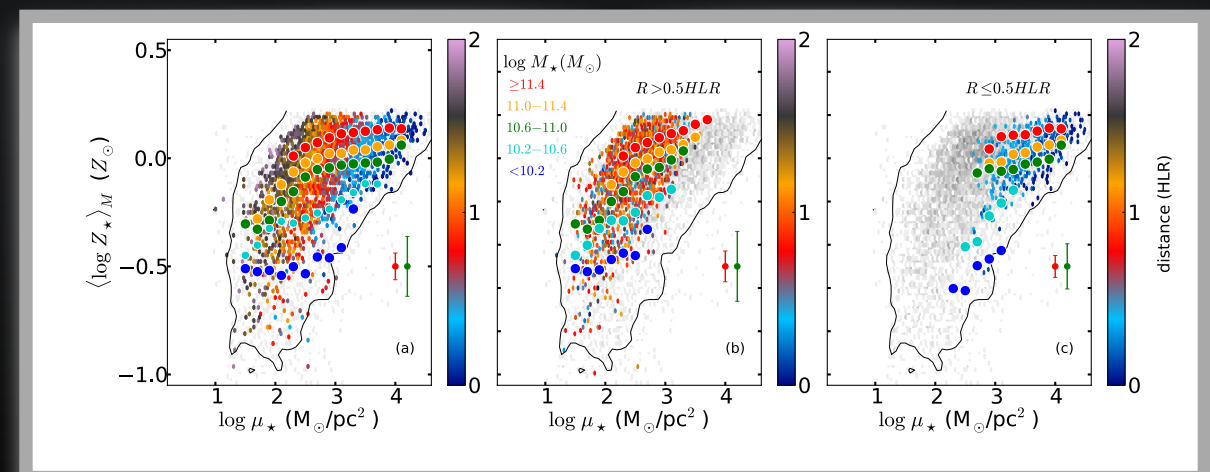 0.5
0.0
−0.5
−1.0
⟨log Z⋆⟩M (Z⊙)
1 2 3 4
log μ⋆ (M⊙/pc²)
(a)
2
1
0
log M⋆(M⊙)
≥11.4
11.0−11.4
10.6−11.0
10.2−10.6
<10.2
R>0.5HLR
1 2 3 4
log μ⋆ (M⊙/pc²)
(b)
2
1
0
R≤0.5HLR
1 2 3 4
log μ⋆ (M⊙/pc²)
(c)
2
1
0
distance (HLR)